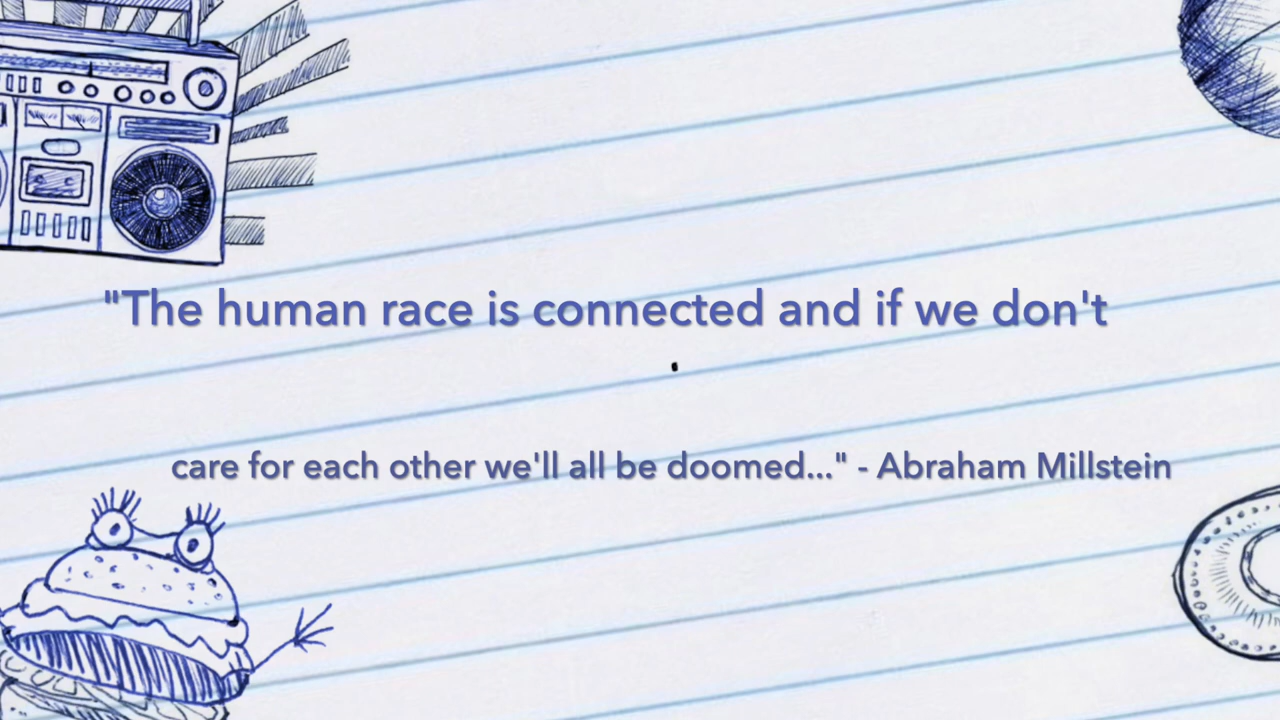 "The human race is connected and if we don't
care for each other we'll all be doomed..." - Abraham Millstein